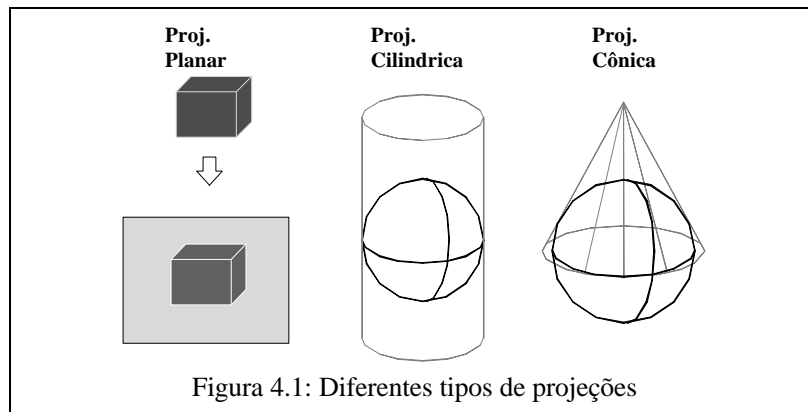 Proj.
Planar
Proj.
Cilindrica
Proj.
Cônica
Figura 4.1: Diferentes tipos de projeções